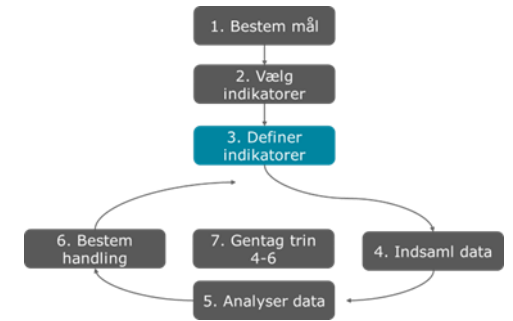 1. Bestem mål
2. Vælg
indikatorer
3. Definer
indikatorer
4. Indsaml data
5. Analyser data
6. Bestem
handling
7. Gentag trin
4-6